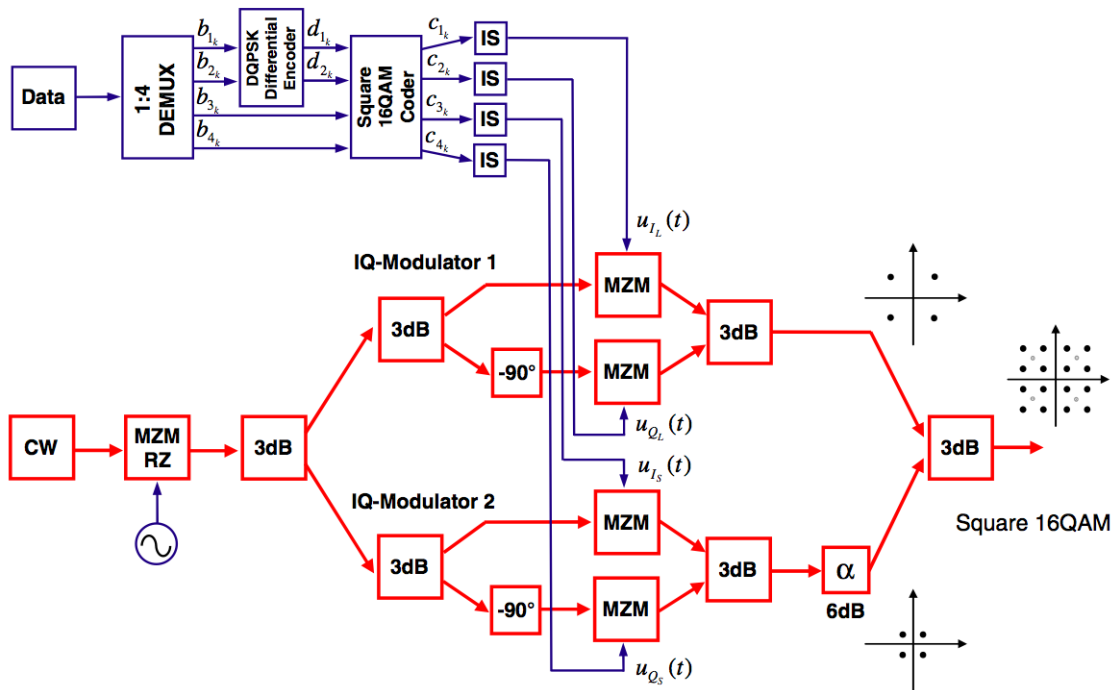 Data
1:4
DEMUX
b1k
b2k
b3k
b4k
DQPSK
Differential
Encoder
d1k
d2k
Square
16QAM
Coder
c1k
c2k
c3k
c4k
IS
IS
IS
IS
uIL(t)
IQ-Modulator 1
3dB
-90°
MZM
MZM
3dB
uQL(t)
CW
MZM
RZ
3dB
3dB
uIS(t)
IQ-Modulator 2
3dB
-90°
MZM
MZM
3dB
α
6dB
Square 16QAM
uQS(t)